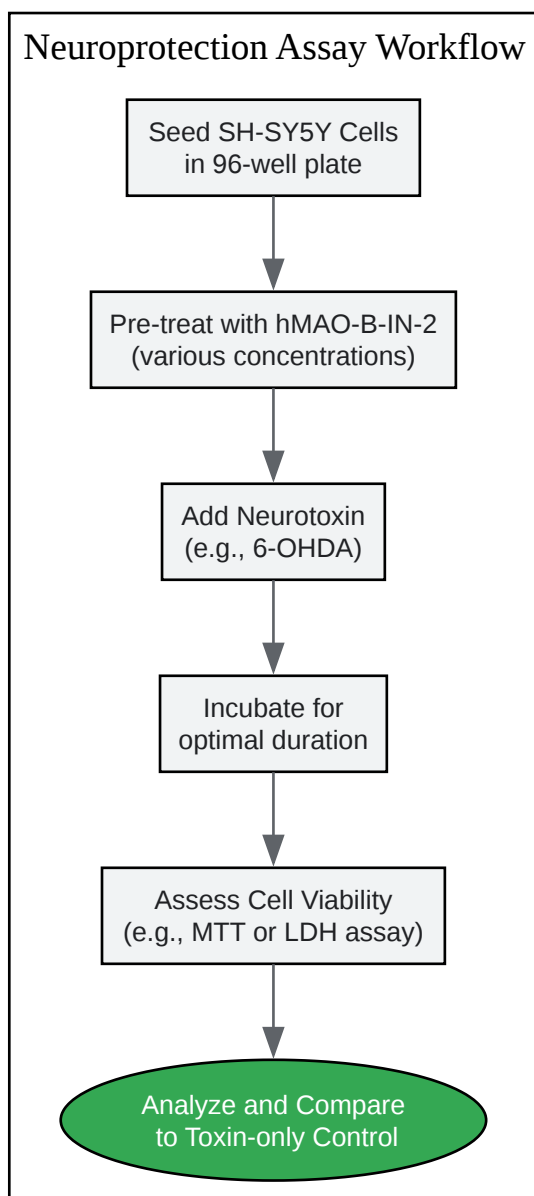 Neuroprotection Assay Workflow
Seed SH-SY5Y Cells
in 96-well plate
Pre-treat with hMAO-B-IN-2
(various concentrations)
Add Neurotoxin
(e.g., 6-OHDA)
Incubate for
optimal duration
Assess Cell Viability
(e.g., MTT or LDH assay)
Analyze and Compare
to Toxin-only Control